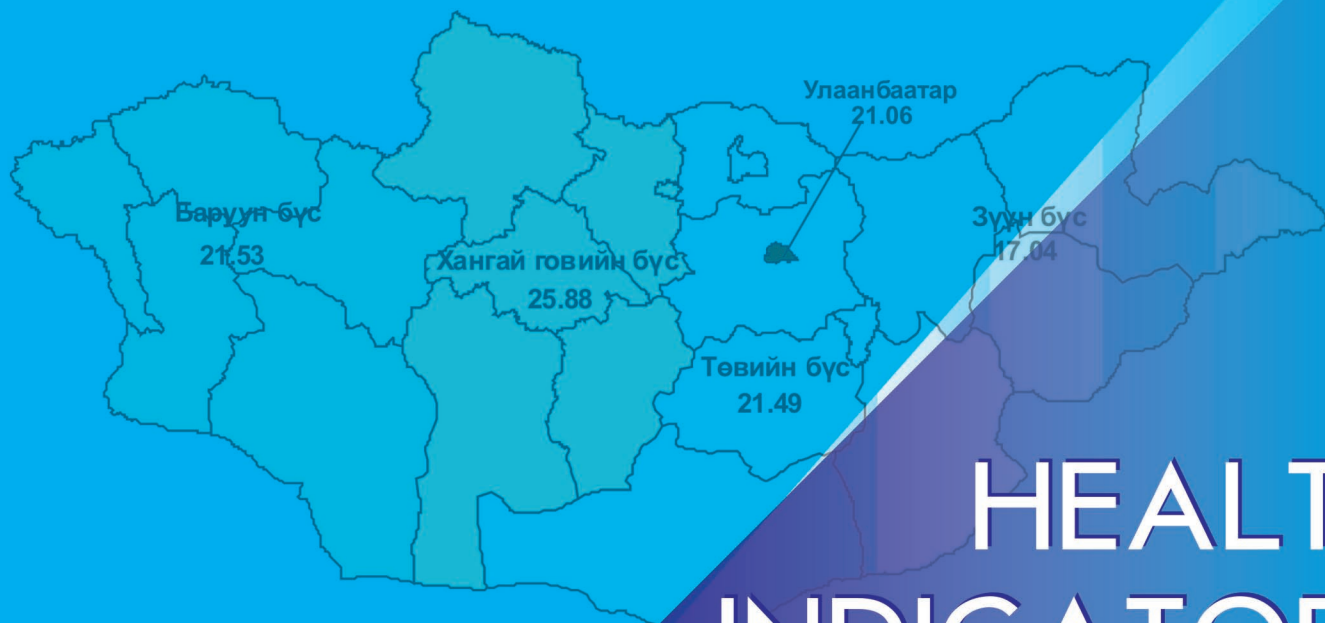 Улаанбаатар
21.06
Баруун бүс
21.53
Зүүн бүс
17.04
Хангай говийн бүс
25.88
Төвийн бүс
21.49
HEALT
INDICATOR